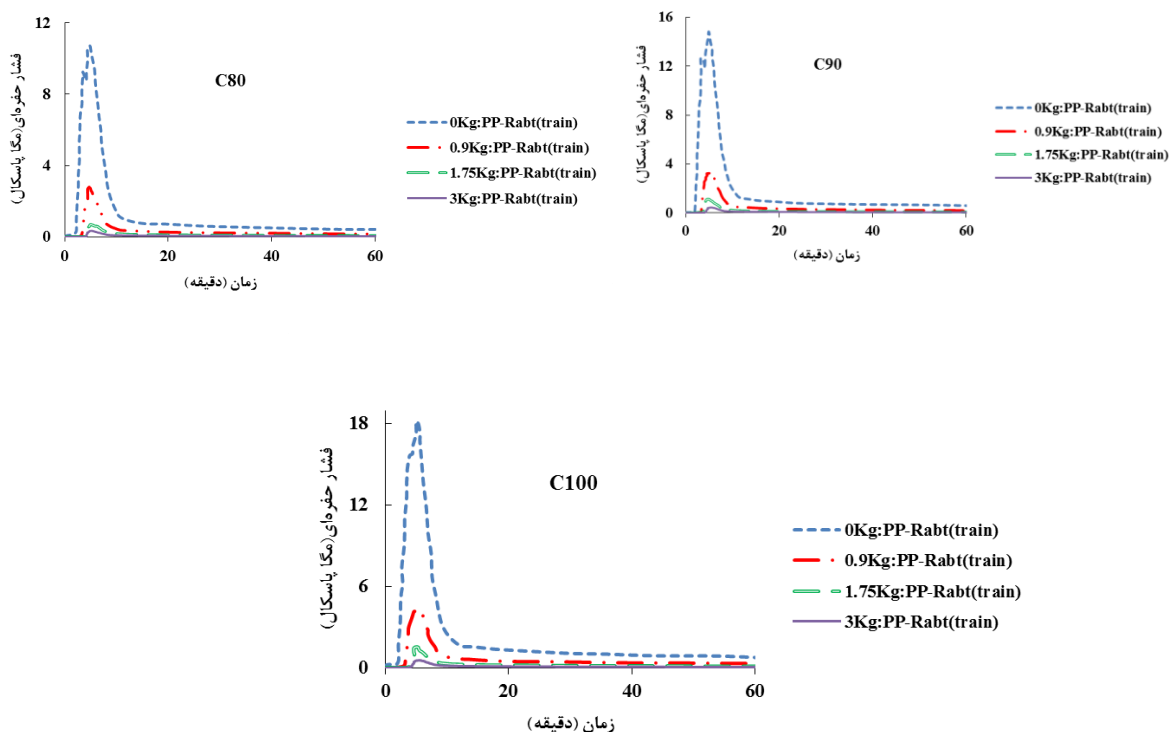 C80
فشار حفره‌ای(مگا پاسکال)
12
8
4
0
0 20 40 60
زمان (دقیقه)
0Kg:PP-Rabt(train)
0.9Kg:PP-Rabt(train)
1.75Kg:PP-Rabt(train)
3Kg:PP-Rabt(train)
C90
فشار حفره‌ای(مگا پاسکال)
16
12
8
4
0
0 20 40 60
زمان (دقیقه)
0Kg:PP-Rabt(train)
0.9Kg:PP-Rabt(train)
1.75Kg:PP-Rabt(train)
3Kg:PP-Rabt(train)
C100
فشار حفره‌ای(مگا پاسکال)
18
12
6
0
0 20 40 60
زمان (دقیقه)
0Kg:PP-Rabt(train)
0.9Kg:PP-Rabt(train)
1.75Kg:PP-Rabt(train)
3Kg:PP-Rabt(train)